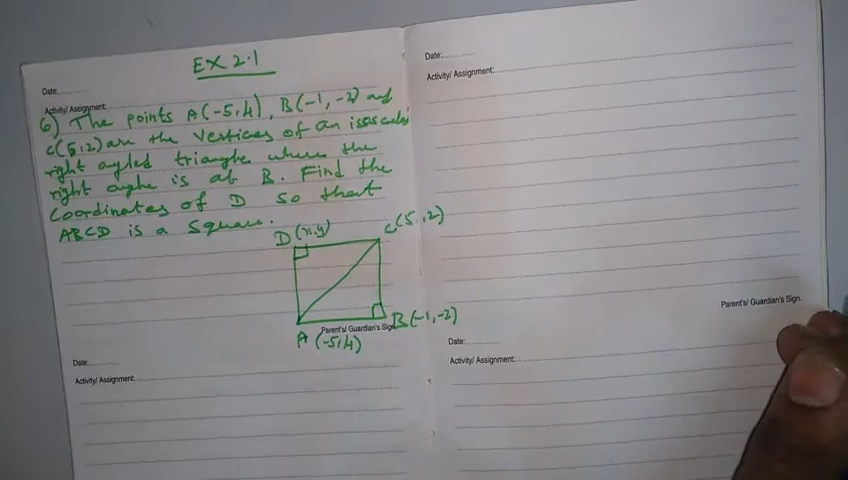 EX 2.1
Date:
Activity/ Assignment:
6) The points A(-5,4), B(-1,-2) and
C(5,2) are the vertices of an isosceles
right agled triangle where the
right angle is at B. Find the
Coordinates of D so that
ABCD is a Square.
D (x,y)
C(5,2)
B(-1,-2)
A (-5,4)
Parent's/ Guardian's Sign.
Date:
Activity/ Assignment:
Date:
Activity/ Assignment:
Parent's/ Guardian's Sign.
Date:
Activity/ Assignment: